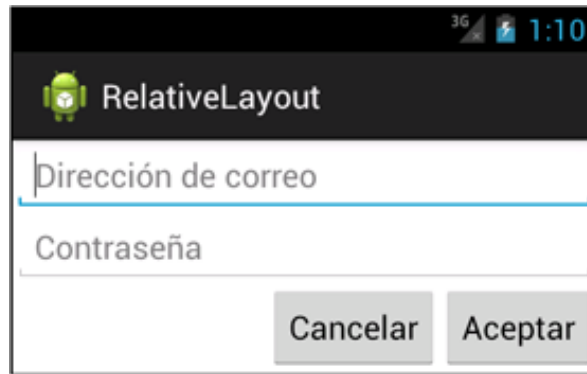 3G 1:10
RelativeLayout
Dirección de correo
Contraseña
Cancelar Aceptar